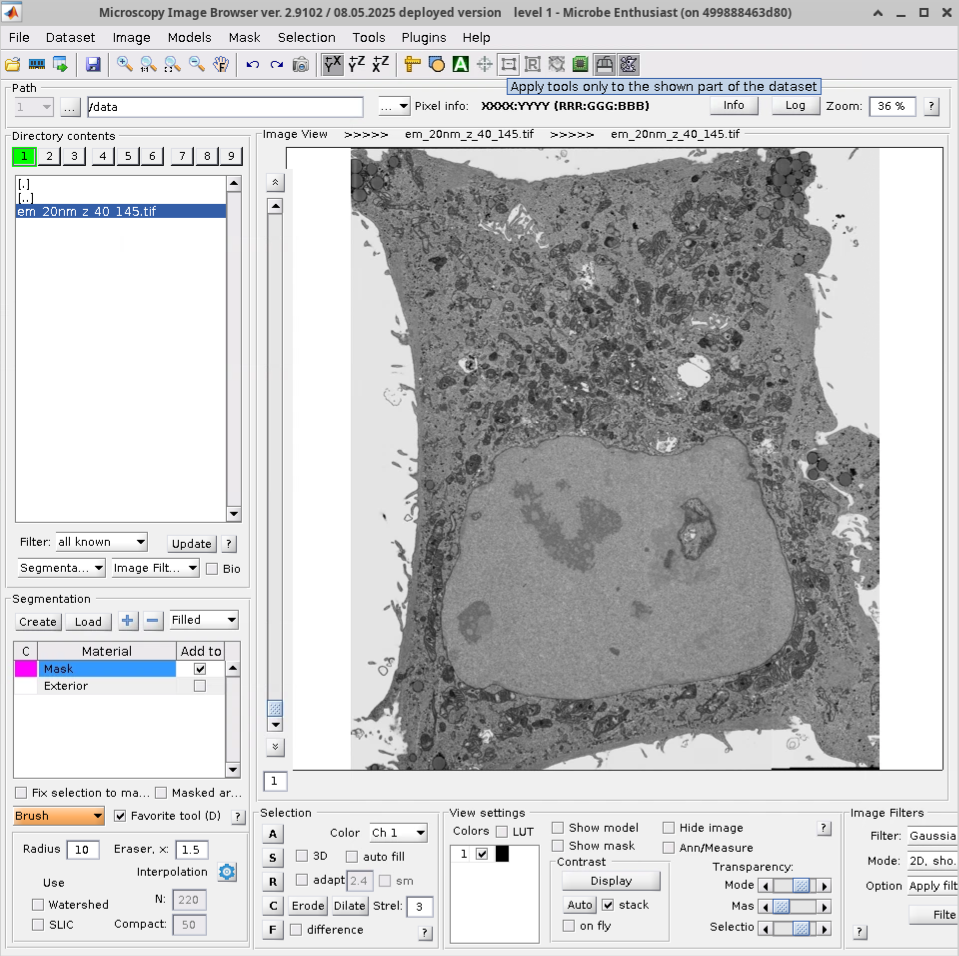 Microscopy Image Browser ver. 2.9102 / 08.05.2025 deployed version level 1 - Microbe Enthusiast (on 499888463d80)
File Dataset Image Models Mask Selection Tools Plugins Help
YX YZ XZ A R
Apply tools only to the shown part of the dataset
Path
1 ... /data ... Pixel info: XXXX:YYYY (RRR:GGG:BBB) Info Log Zoom: 36 % ?
Directory contents
Image View >>>>> em_20nm_z_40_145.tif >>>>> em_20nm_z_40_145.tif
1 2 3 4 5 6 7 8 9
[.]
[..]
em_20nm_z_40_145.tif
Filter: all known Update ?
Segmenta... Image Filt... Bio
Segmentation
Create Load + − Filled
C Material Add to
Mask
Exterior
1
Fix selection to ma... Masked ar...
Brush Favorite tool (D) ?
Radius 10 Eraser, x: 1.5
Interpolation
Use
Watershed N: 220
SLIC Compact: 50
Selection
A Color Ch 1
S 3D auto fill
R adapt 2.4 sm
C Erode Dilate Strel: 3
F difference ?
View settings
Colors LUT
1
Show model Hide image ?
Show mask Ann/Measure
Contrast
Display
Auto stack
on fly
Transparency:
Mode
Mas
Selectio
Image Filters
Filter: Gaussia
Mode: 2D, sho.
Option Apply filt
Filte
?